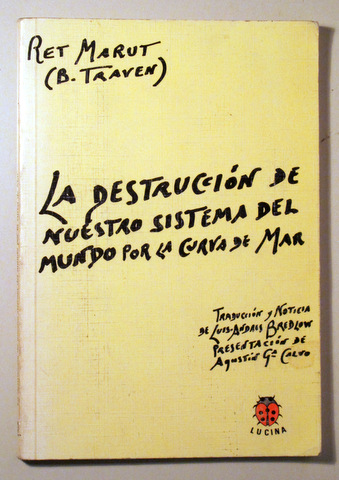 RET MARUT
(B. TRAVEN)
LA DESTRUCCIÓN DE
NUESTRO SISTEMA DEL
MUNDO POR LA CURVA DE MAR
TRADUCCIÓN Y NOTICIA
DE LUIS-ANDRÉS BREDLOW
PRESENTACIÓN DE
AGUSTÍN Gª CALVO
LUCINA